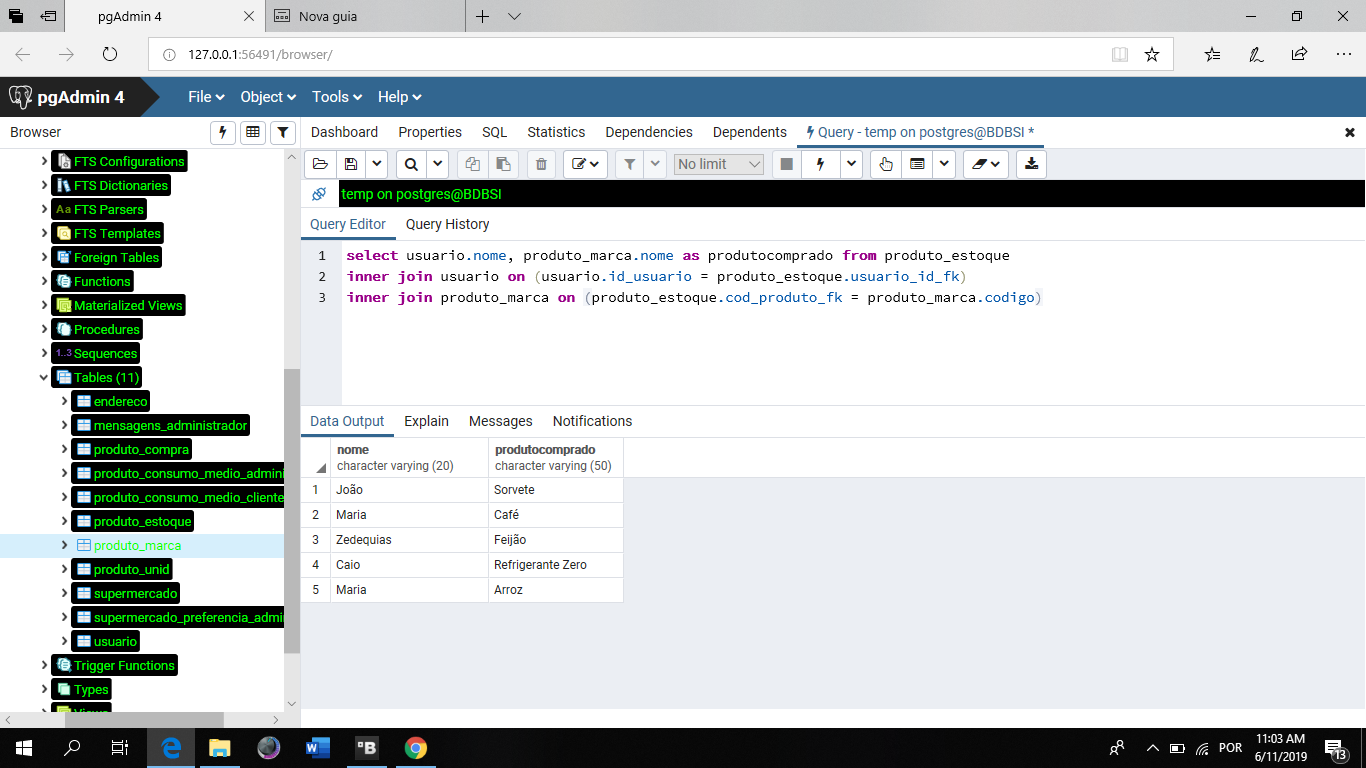 pgAdmin 4
Nova guia
127.0.0.1:56491/browser/
pgAdmin 4 File Object Tools Help
Browser
Dashboard Properties SQL Statistics Dependencies Dependents Query - temp on postgres@BDBSI *
FTS Configurations
FTS Dictionaries
Aa FTS Parsers
FTS Templates
Foreign Tables
Functions
Materialized Views
Procedures
1..3 Sequences
Tables (11)
endereco
mensagens_administrador
produto_compra
produto_consumo_medio_admini
produto_consumo_medio_cliente
produto_estoque
produto_marca
produto_unid
supermercado
supermercado_preferencia_admi
usuario
Trigger Functions
Types
Views
No limit
temp on postgres@BDBSI
Query Editor Query History
1 select usuario.nome, produto_marca.nome as produtocomprado from produto_estoque
2 inner join usuario on (usuario.id_usuario = produto_estoque.usuario_id_fk)
3 inner join produto_marca on (produto_estoque.cod_produto_fk = produto_marca.codigo)
Data Output Explain Messages Notifications
nome produtocomprado
character varying (20) character varying (50)
1 João Sorvete
2 Maria Café
3 Zedequias Feijão
4 Caio Refrigerante Zero
5 Maria Arroz
POR
11:03 AM
6/11/2019
13